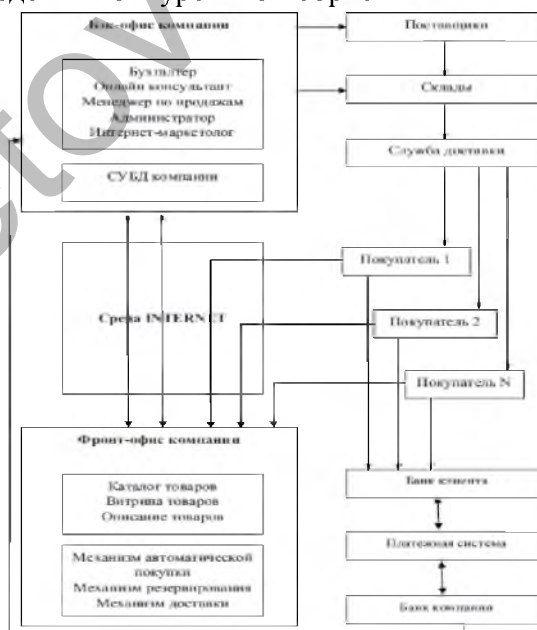 Бэк-офис компании
Бухгалтер
Онлайн консультант
Менеджер по продажам
Администратор
Интернет-маркетолог
СУБД компании
Поставщики
Склады
Служба доставки
Покупатель 1
Среда INTERNET
Покупатель 2
Покупатель N
Фронт-офис компании
Каталог товаров
Витрина товаров
Описание товаров
Механизм автоматической
покупки
Механизм резервирования
Механизм доставки
Банк клиента
Платежная система
Банк компании